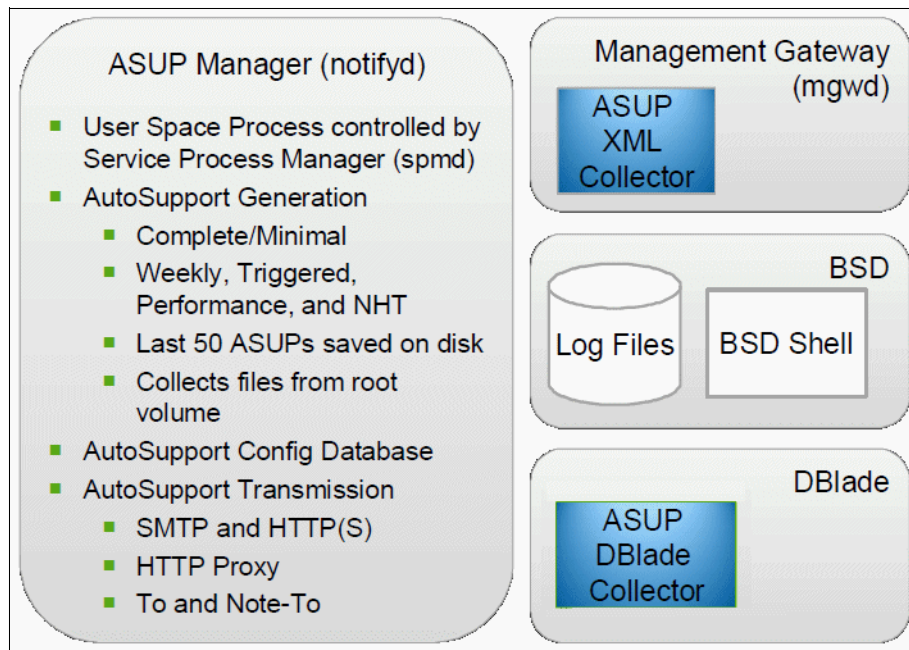 ASUP Manager (notifyd)
▪ User Space Process controlled by
Service Process Manager (spmd)
▪ AutoSupport Generation
▪ Complete/Minimal
▪ Weekly, Triggered,
Performance, and NHT
▪ Last 50 ASUPs saved on disk
▪ Collects files from root
volume
▪ AutoSupport Config Database
▪ AutoSupport Transmission
▪ SMTP and HTTP(S)
▪ HTTP Proxy
▪ To and Note-To
Management Gateway
(mgwd)
ASUP
XML
Collector
BSD
Log Files
BSD Shell
DBlade
ASUP
DBlade
Collector